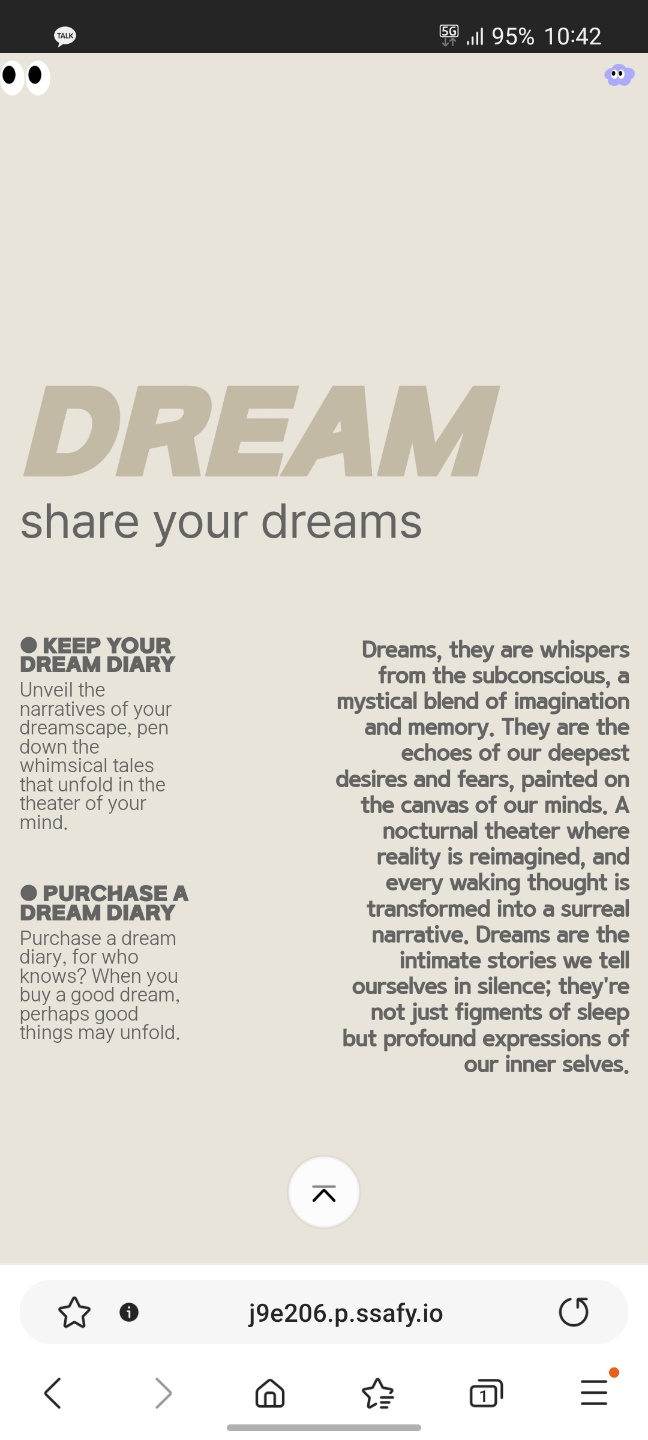 TALK
5G
95% 10:42
DREAM
share your dreams
● KEEP YOUR
DREAM DIARY
Unveil the
narratives of your
dreamscape, pen
down the
whimsical tales
that unfold in the
theater of your
mind.
● PURCHASE A
DREAM DIARY
Purchase a dream
diary, for who
knows? When you
buy a good dream,
perhaps good
things may unfold.
Dreams, they are whispers
from the subconscious, a
mystical blend of imagination
and memory. They are the
echoes of our deepest
desires and fears, painted on
the canvas of our minds. A
nocturnal theater where
reality is reimagined, and
every waking thought is
transformed into a surreal
narrative. Dreams are the
intimate stories we tell
ourselves in silence; they're
not just figments of sleep
but profound expressions of
our inner selves.
j9e206.p.ssafy.io
1